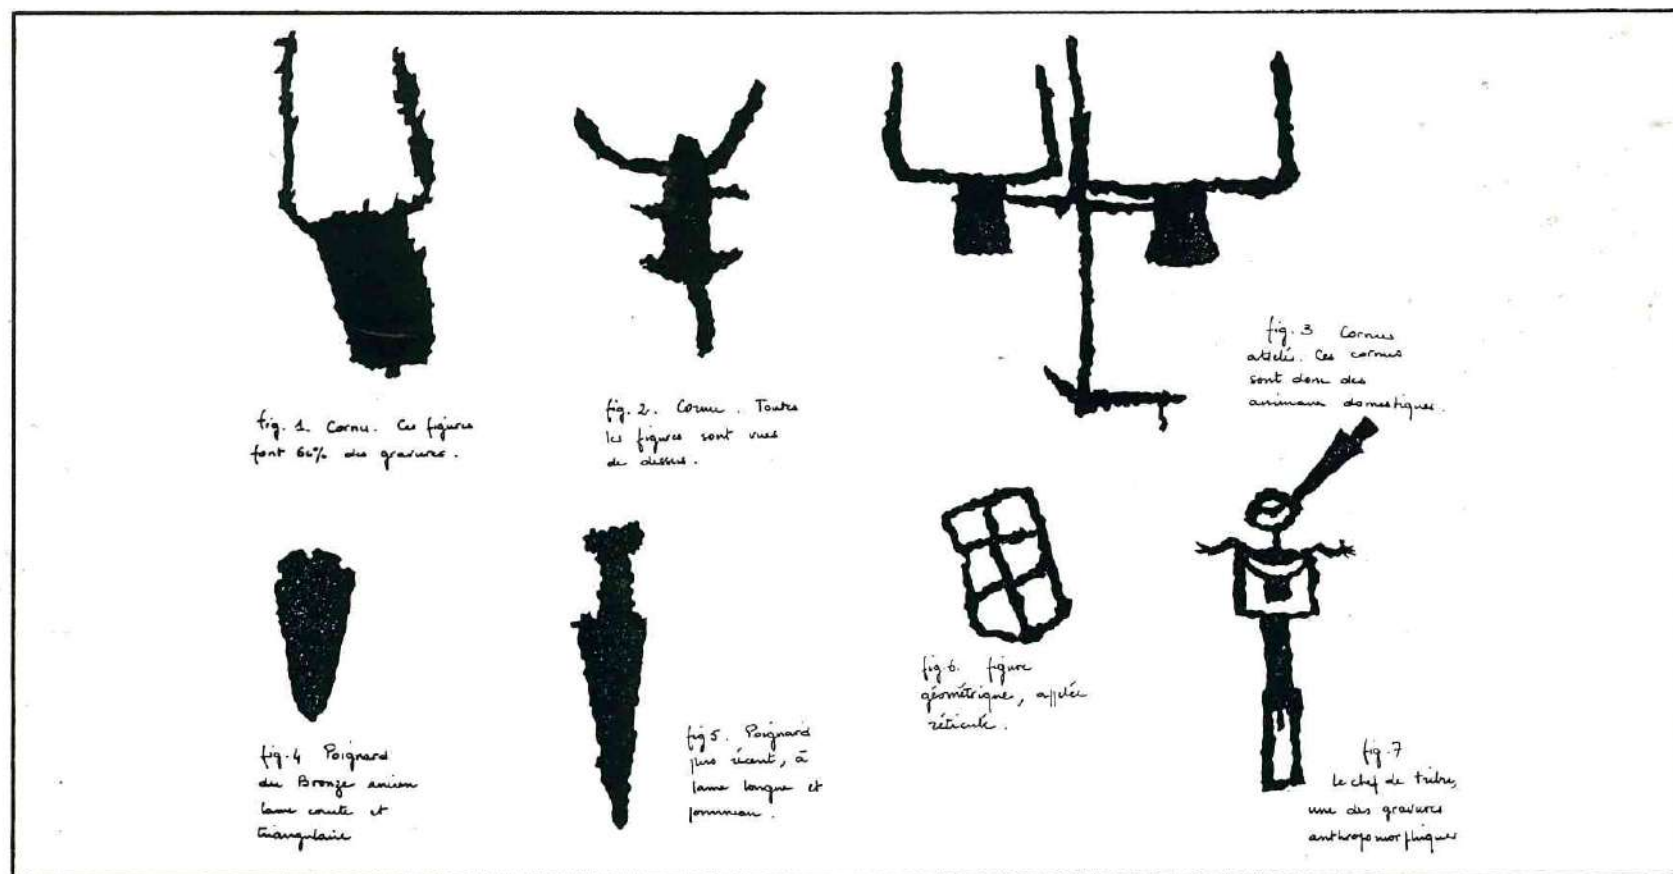 fig. 1. Cornu. Ces figures
font 66% des gravures.
fig. 2. Cornu. Toutes
les figures sont vues
de dessus.
fig. 3 Cornus
attelés. Ces cornus
sont donc des
animaux domestiques.
fig. 4 Poignard
du Bronze ancien
lame courte et
triangulaire
fig 5. Poignard
plus récent, à
lame longue et
pommeau.
fig. 6. figure
géométrique, appelée
réticulé.
fig. 7
le chef de tribu,
une des gravures
anthropomorphiques